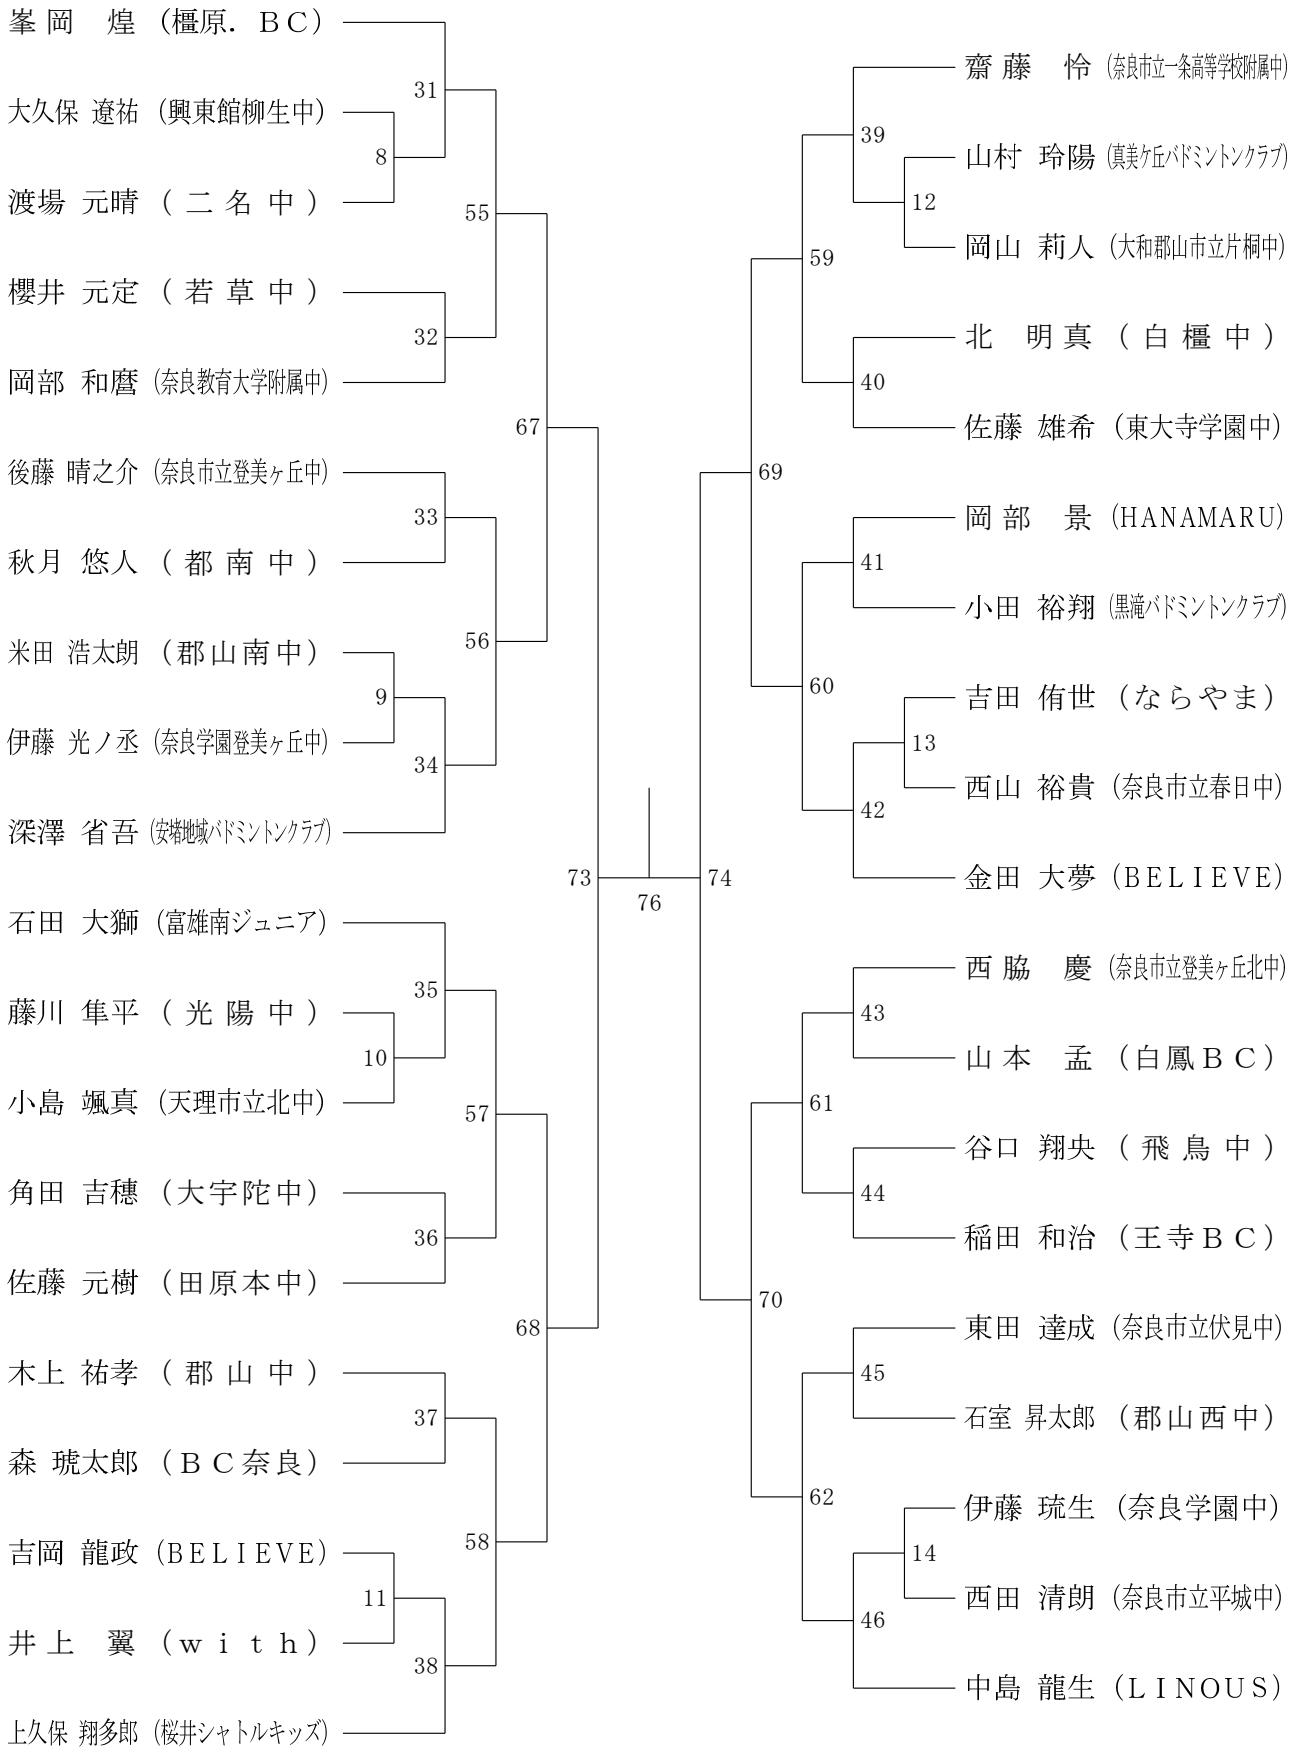 峯岡 煌 (橿原．ＢＣ)
大久保 遼祐 (興東館柳生中)
渡場 元晴 (二名中)
櫻井 元定 (若草中)
岡部 和麿 (奈良教育大学附属中)
後藤 晴之介 (奈良市立登美ヶ丘中)
秋月 悠人 (都南中)
米田 浩太朗 (郡山南中)
伊藤 光ノ丞 (奈良学園登美ヶ丘中)
深澤 省吾 (安堵地域バドミントンクラブ)
石田 大獅 (富雄南ジュニア)
藤川 隼平 (光陽中)
小島 颯真 (天理市立北中)
角田 吉穗 (大宇陀中)
佐藤 元樹 (田原本中)
木上 祐孝 (郡山中)
森 琥太郎 (ＢＣ奈良)
吉岡 龍政 (BELIEVE)
井上 翼 (ｗｉｔｈ)
上久保 翔多郎 (桜井シャトルキッズ)
8
9
10
11
31
32
33
34
35
36
37
38
55
56
57
58
67
68
73
76
74
69
70
59
60
61
62
39
40
41
42
43
44
45
46
12
13
14
齋藤 怜 (奈良市立一条高等学校附属中)
山村 玲陽 (真美ケ丘バドミントンクラブ)
岡山 莉人 (大和郡山市立片桐中)
北 明真 (白橿中)
佐藤 雄希 (東大寺学園中)
岡部 景 (HANAMARU)
小田 裕翔 (黒滝バドミントンクラブ)
吉田 侑世 (ならやま)
西山 裕貴 (奈良市立春日中)
金田 大夢 (BELIEVE)
西脇 慶 (奈良市立登美ヶ丘北中)
山本 孟 (白鳳ＢＣ)
谷口 翔央 (飛鳥中)
稲田 和治 (王寺ＢＣ)
東田 達成 (奈良市立伏見中)
石室 昇太郎 (郡山西中)
伊藤 琉生 (奈良学園中)
西田 清朗 (奈良市立平城中)
中島 龍生 (LINOUS)